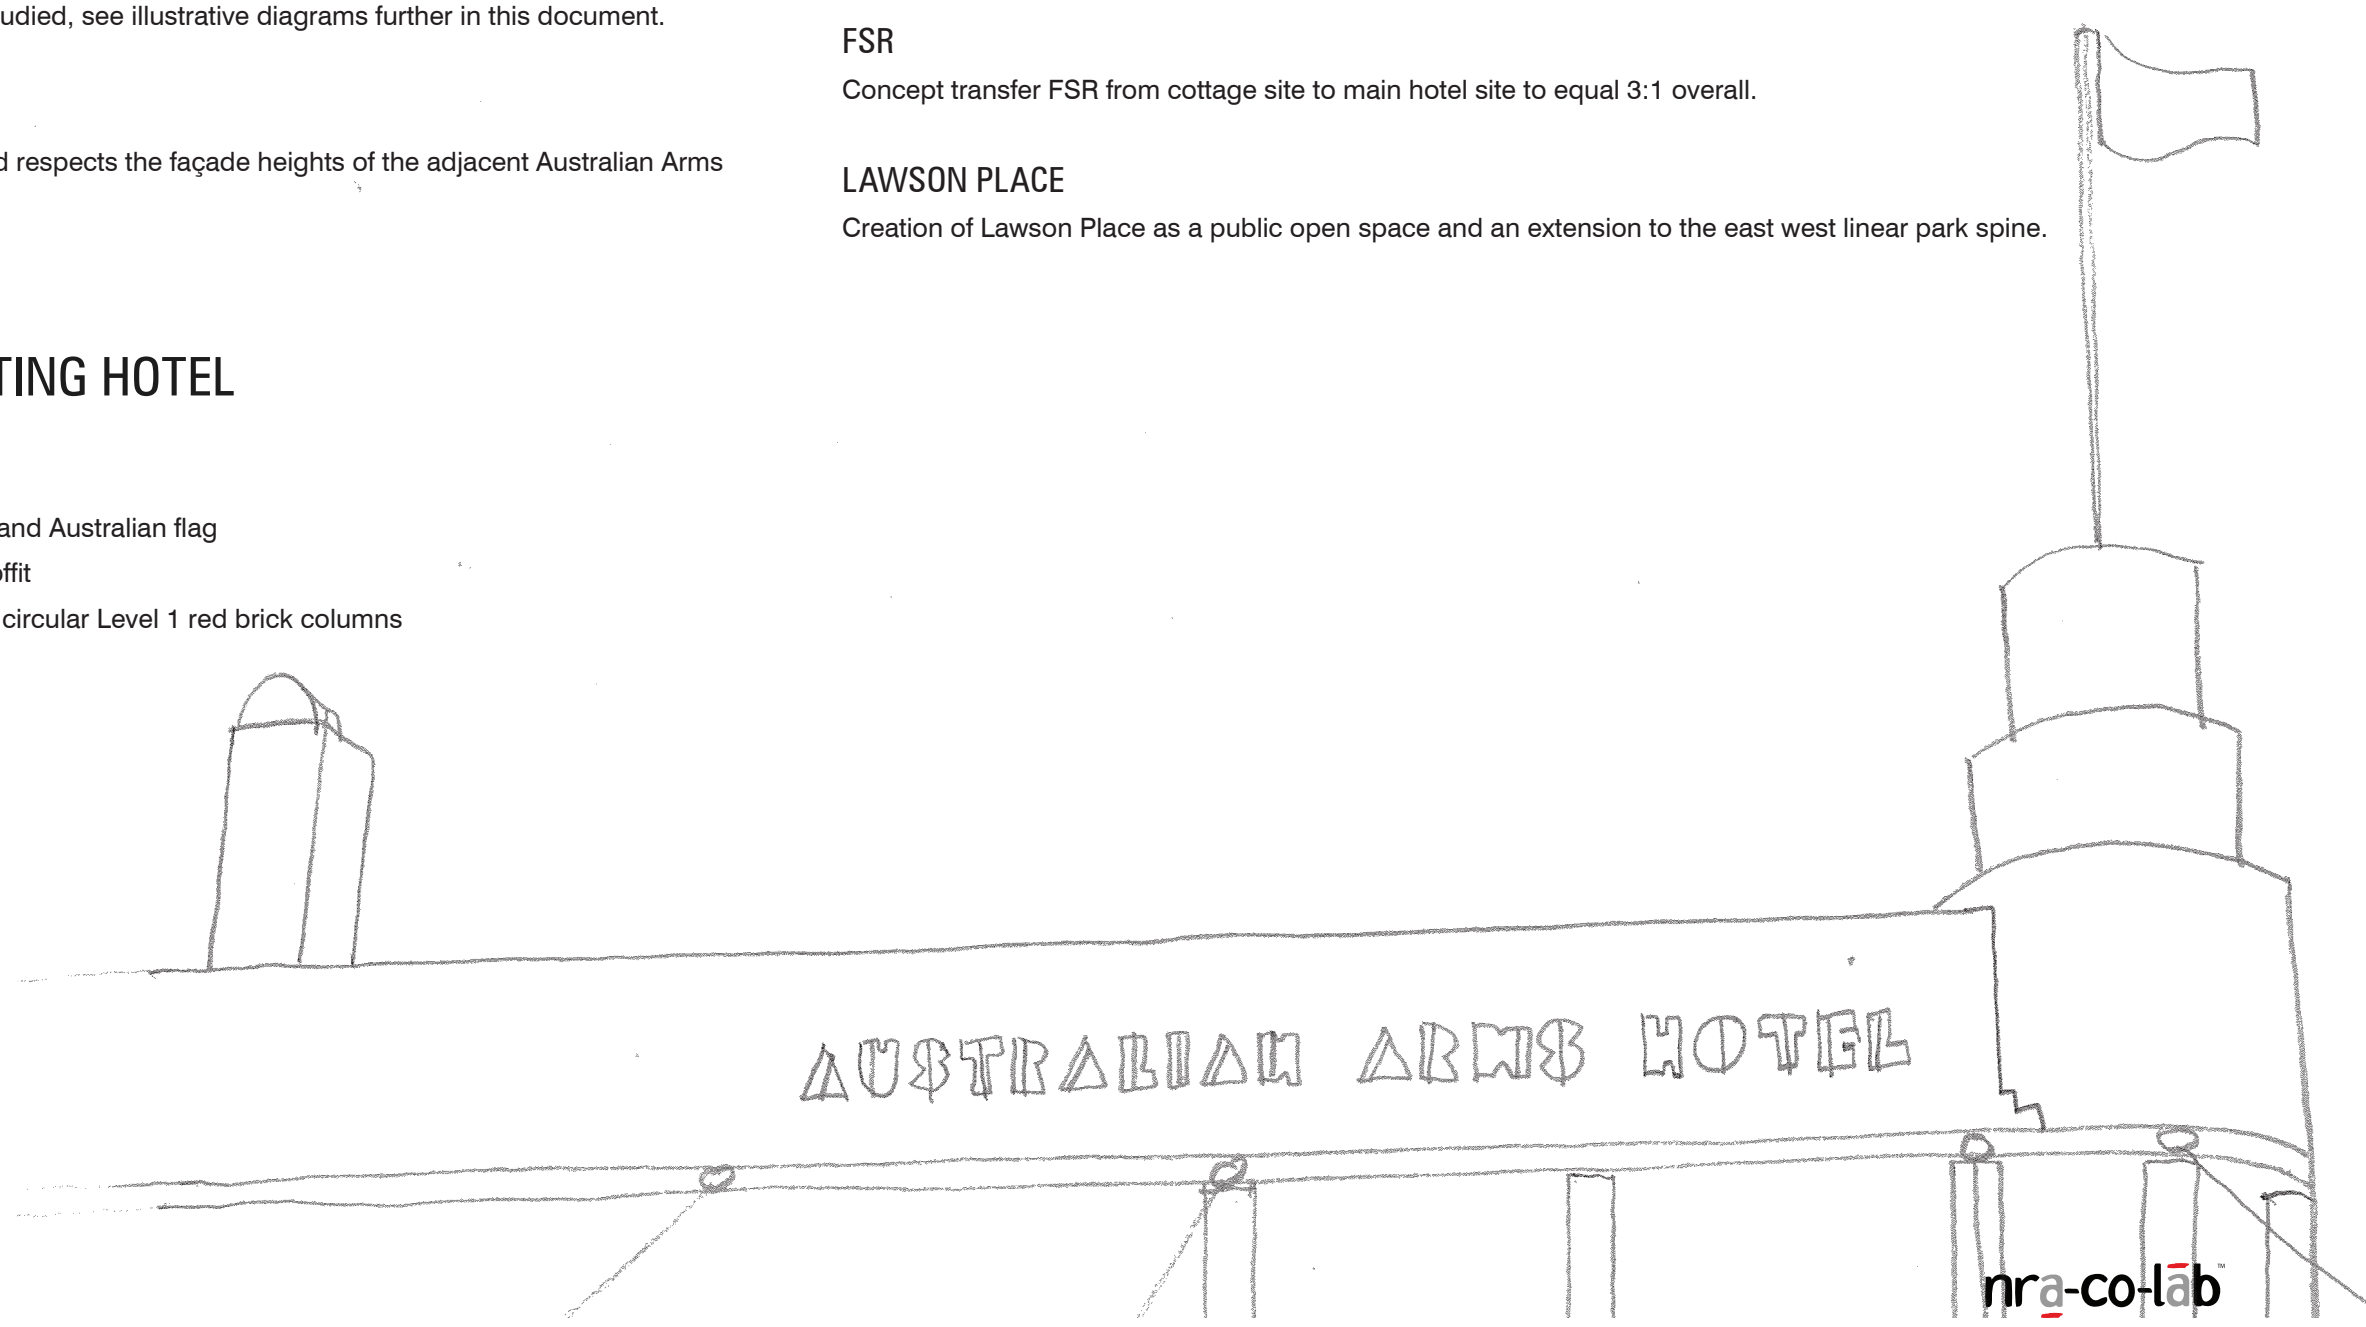 udied, see illustrative diagrams further in this document.
respects the façade heights of the adjacent Australian Arms
TING HOTEL
and Australian flag
offit
circular Level 1 red brick columns
FSR
Concept transfer FSR from cottage site to main hotel site to equal 3:1 overall.
LAWSON PLACE
Creation of Lawson Place as a public open space and an extension to the east west linear park spine.
AUSTRALIAN ARMS HOTEL
nra-co-lab™